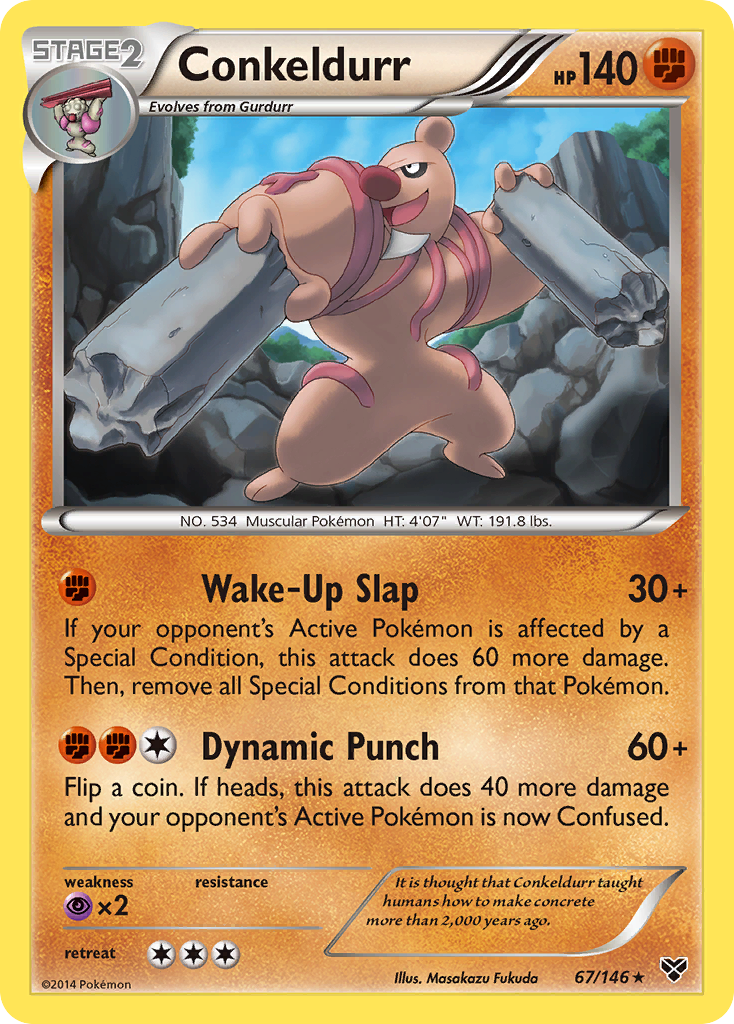 STAGE2
Conkeldurr
HP140
Evolves from Gurdurr
NO. 534 Muscular Pokémon HT: 4'07" WT: 191.8 lbs.
Wake-Up Slap 30+
If your opponent's Active Pokémon is affected by a
Special Condition, this attack does 60 more damage.
Then, remove all Special Conditions from that Pokémon.
Dynamic Punch 60+
Flip a coin. If heads, this attack does 40 more damage
and your opponent's Active Pokémon is now Confused.
weakness resistance
×2
retreat
It is thought that Conkeldurr taught
humans how to make concrete
more than 2,000 years ago.
©2014 Pokémon
Illus. Masakazu Fukuda
67/146 ★